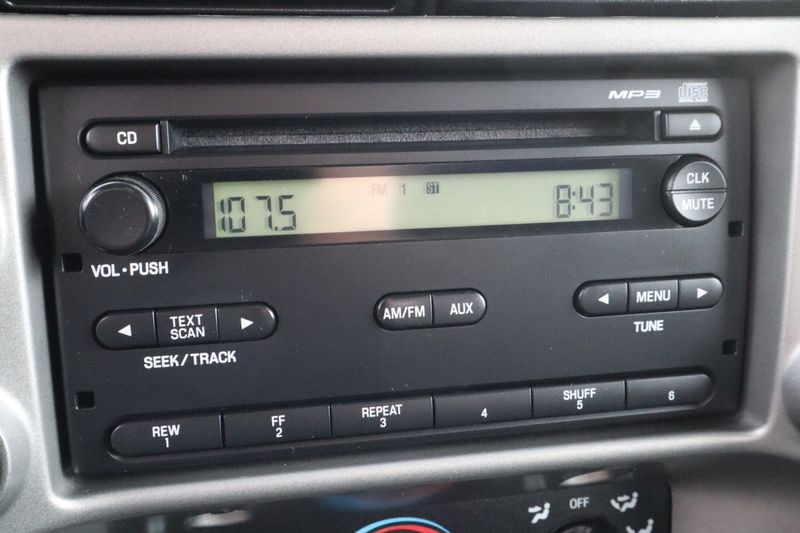 MP3 disc
CD
CLK
FM 1 ST
107.5 8:43
MUTE
VOL•PUSH
TEXT SCAN
SEEK/TRACK
AM/FM AUX
MENU
TUNE
REW 1
FF 2
REPEAT 3
4
SHUFF 5
6
OFF